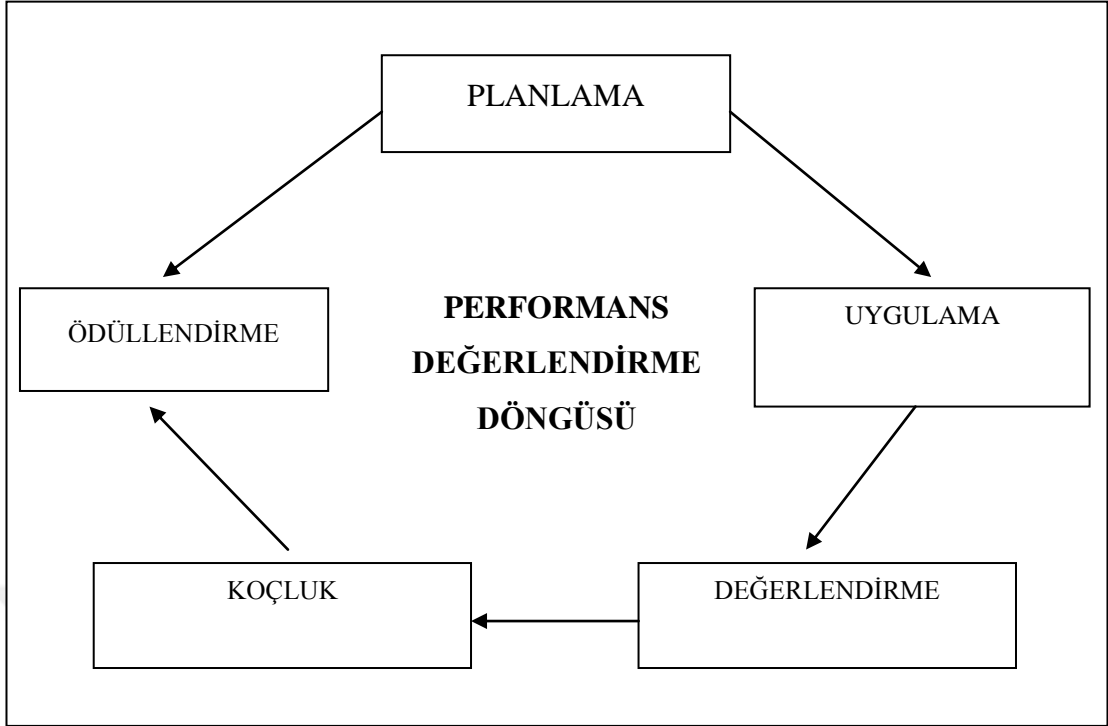 PLANLAMA
ÖDÜLLENDİRME
PERFORMANS
DEĞERLENDİRME
DÖNGÜSÜ
UYGULAMA
KOÇLUK
DEĞERLENDİRME